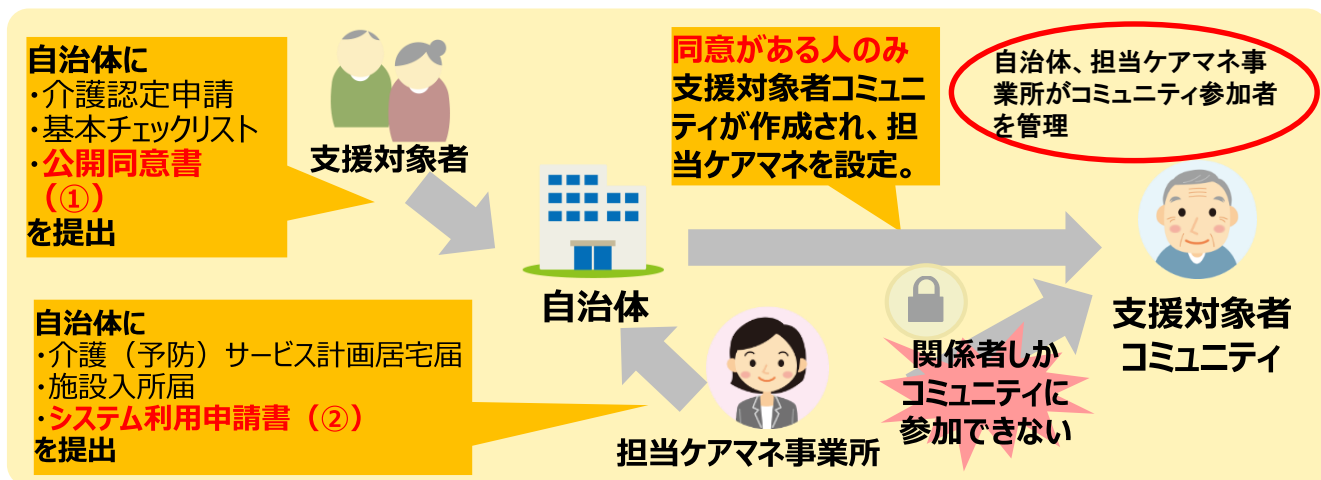 自治体に
・介護認定申請
・基本チェックリスト
・公開同意書
（①）
を提出
支援対象者
同意がある人のみ
支援対象者コミュニ
ティが作成され、担
当ケアマネを設定。
自治体、担当ケアマネ事
業所がコミュニティ参加者
を管理
自治体
支援対象者
コミュニティ
自治体に
・介護（予防）サービス計画居宅届
・施設入所届
・システム利用申請書（②）
を提出
担当ケアマネ事業所
関係者しか
コミュニティに
参加できない